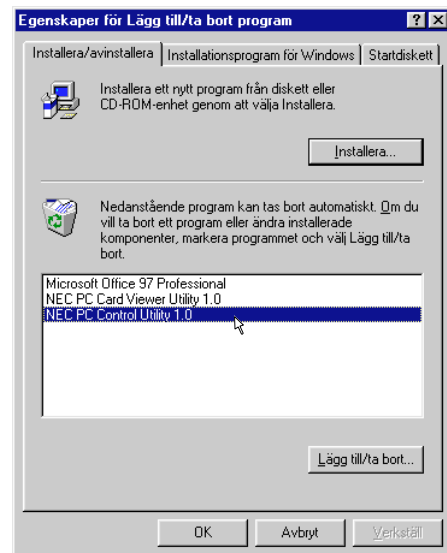 Egenskaper för Lägg till/ta bort program
Installera/avinstallera Installationsprogram för Windows Startdiskett
Installera ett nytt program från diskett eller
CD-ROM-enhet genom att välja Installera.
Installera...
Nedanstående program kan tas bort automatiskt. Om du
vill ta bort ett program eller ändra installerade
komponenter, markera programmet och välj Lägg till/ta
bort.
Microsoft Office 97 Professional
NEC PC Card Viewer Utility 1.0
NEC PC Control Utility 1.0
Lägg till/ta bort...
OK Avbryt Verkställ